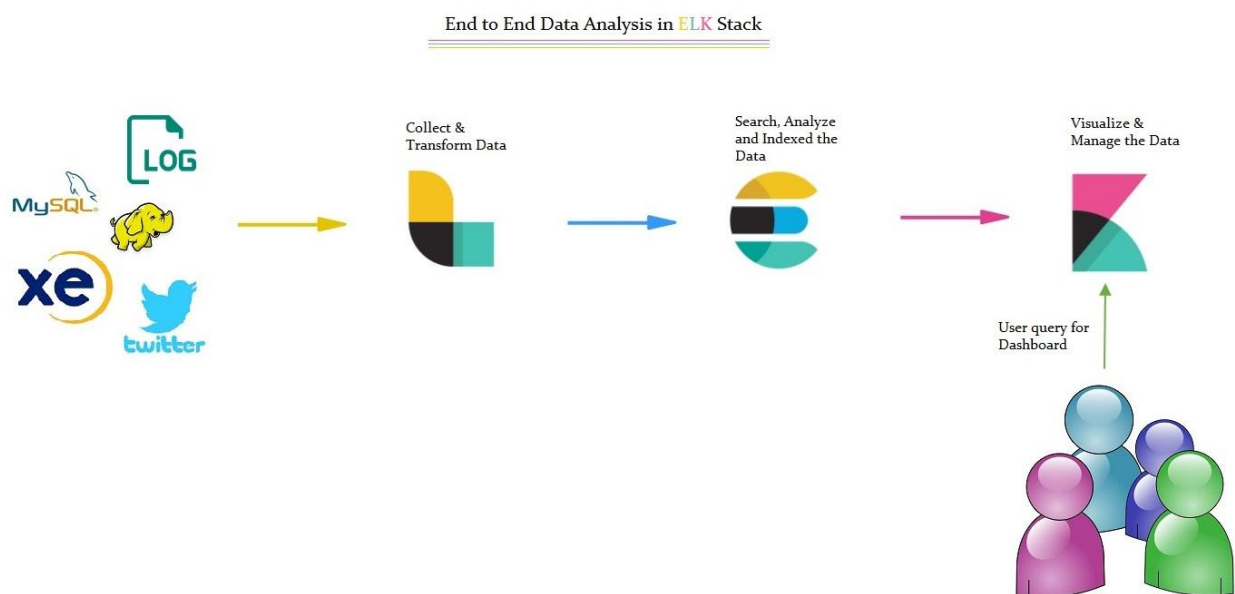 End to End Data Analysis in ELK Stack
LOG
MySQL
xe
twitter
Collect &
Transform Data
Search, Analyze
and Indexed the
Data
Visualize &
Manage the Data
User query for
Dashboard